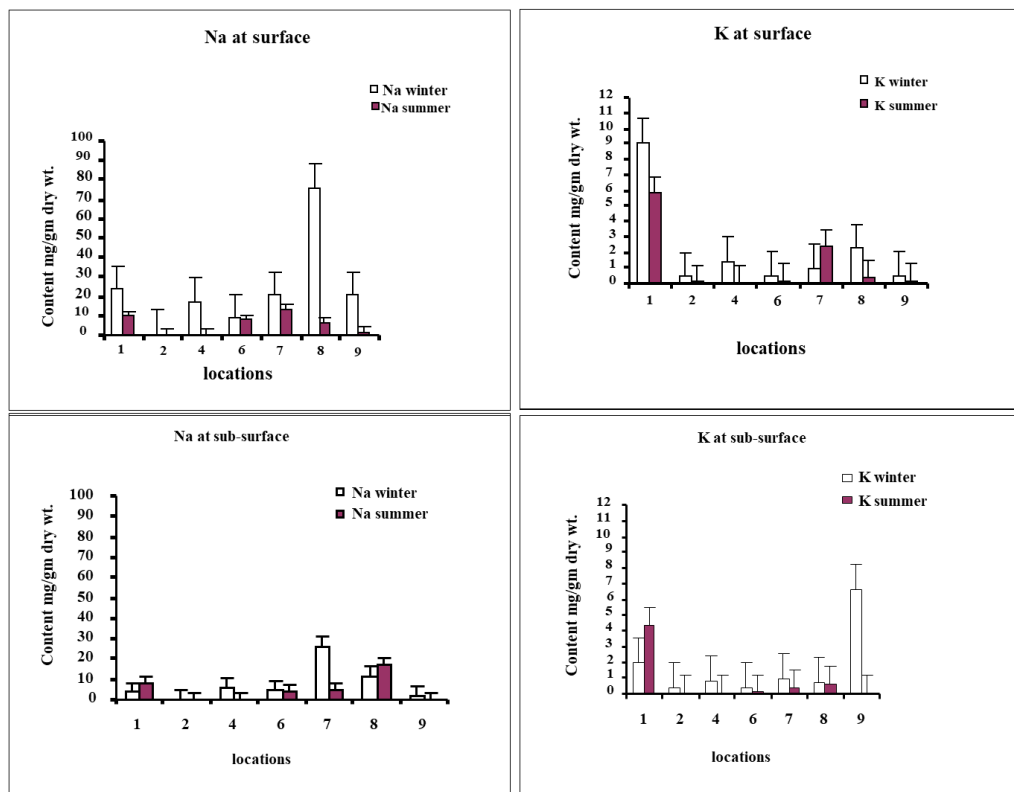 Na at surface
Na winter
Na summer
Content mg/gm dry wt.
100
90
80
70
60
50
40
30
20
10
0
1 2 4 6 7 8 9
locations
K at surface
K winter
K summer
Content mg/gm dry wt.
12
11
10
9
8
7
6
5
4
3
2
1
0
1 2 4 6 7 8 9
locations
Na at sub-surface
Na winter
Na summer
Content mg/gm dry wt.
100
90
80
70
60
50
40
30
20
10
0
1 2 4 6 7 8 9
locations
K at sub-surface
K winter
K summer
Content mg/gm dry wt.
12
11
10
9
8
7
6
5
4
3
2
1
0
1 2 4 6 7 8 9
locations